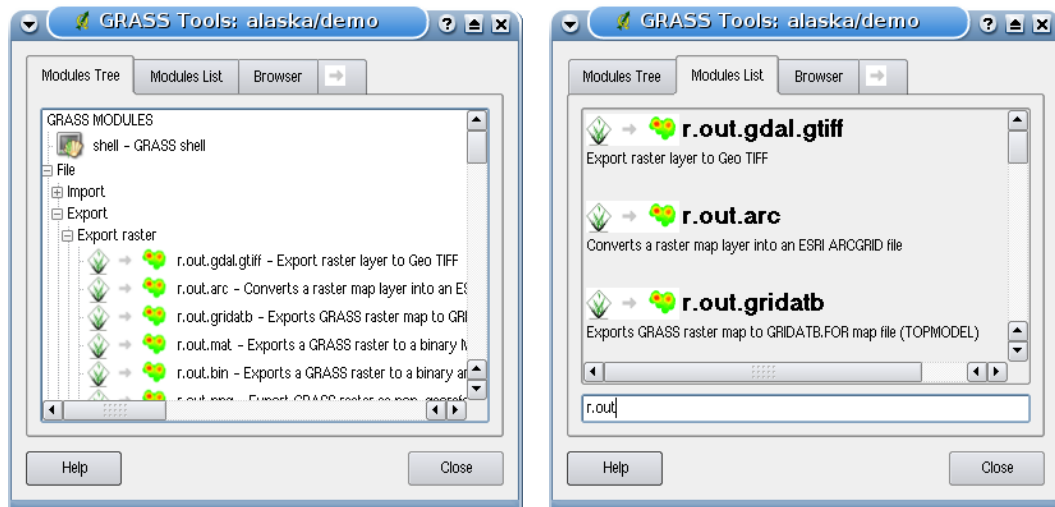 GRASS Tools: alaska/demo
Modules Tree Modules List Browser
GRASS MODULES
shell - GRASS shell
File
Import
Export
Export raster
r.out.gdal.gtiff - Export raster layer to Geo TIFF
r.out.arc - Converts a raster map layer into an ES
r.out.gridatb - Exports GRASS raster map to GRI
r.out.mat - Exports a GRASS raster to a binary M
r.out.bin - Exports a GRASS raster to a binary ar
Help Close
GRASS Tools: alaska/demo
Modules Tree Modules List Browser
r.out.gdal.gtiff
Export raster layer to Geo TIFF
r.out.arc
Converts a raster map layer into an ESRI ARCGRID file
r.out.gridatb
Exports GRASS raster map to GRIDATB.FOR map file (TOPMODEL)
r.out
Help Close